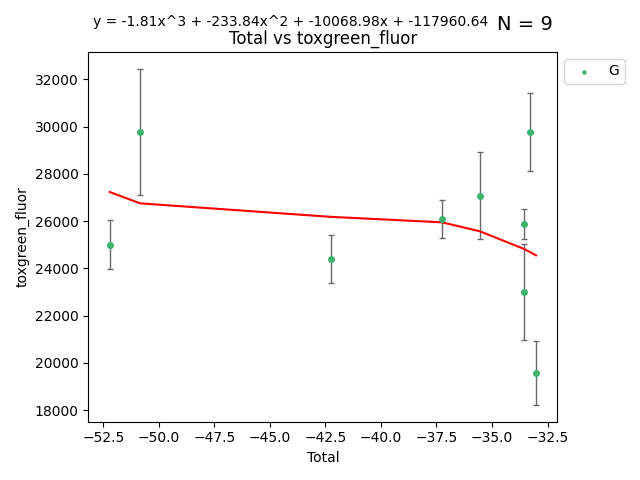 y = -1.81x^3 + -233.84x^2 + -10068.98x + -117960.64 N = 9
Total vs toxgreen_fluor
G
32000
30000
28000
26000
24000
22000
20000
18000
toxgreen_fluor
−52.5 −50.0 −47.5 −45.0 −42.5 −40.0 −37.5 −35.0 −32.5
Total